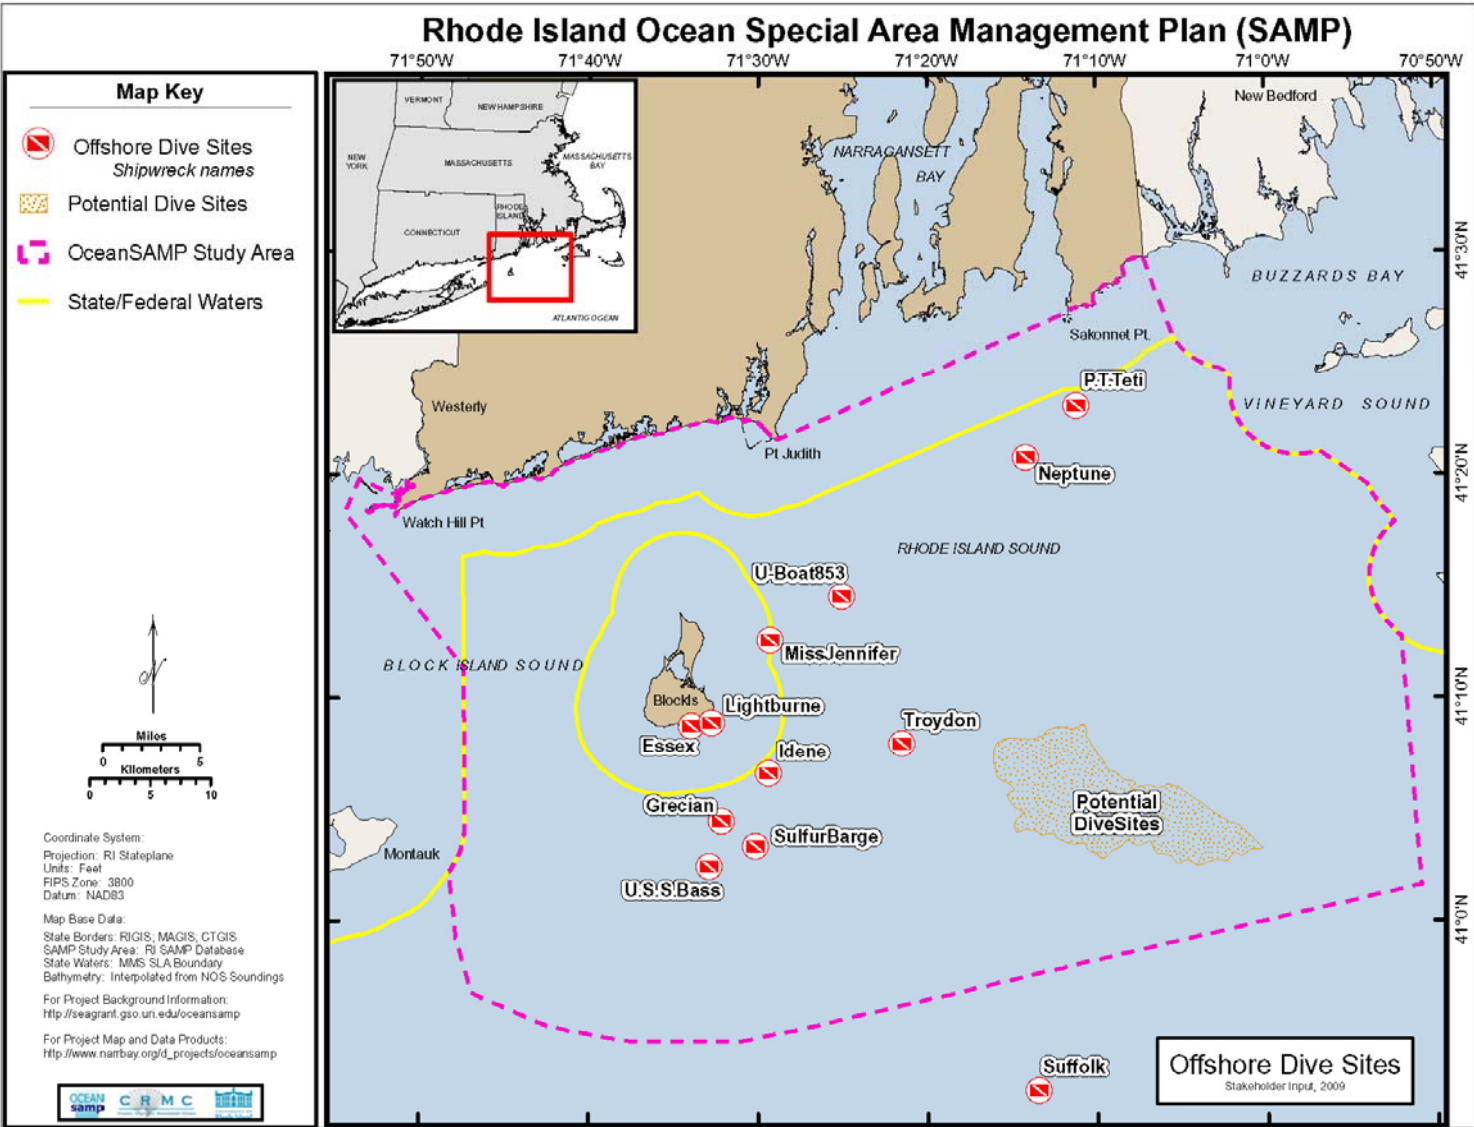 Rhode Island Ocean Special Area Management Plan (SAMP)
71°50'W
71°40'W
71°30'W
71°20'W
71°10'W
71°0'W
70°50'W
Map Key
Offshore Dive Sites
Shipwreck names
Potential Dive Sites
OceanSAMP Study Area
State/Federal Waters
Miles
0 5
Kilometers
0 5 10
Coordinate System:
Projection: RI Stateplane
Units: Feet
FIPS Zone: 3800
Datum: NAD83
Map Base Data:
State Borders: RIGIS, MAGIS, CTGIS
SAMP Study Area: RI SAMP Database
State Waters: MMS SLA Boundary
Bathymetry: Interpolated from NOS Soundings
For Project Background Information:
http://seagrant.gso.uri.edu/oceansamp
For Project Map and Data Products:
http://www.narrbay.org/d_projects/oceansamp
OCEAN
samp
C R M C
VERMONT
NEW HAMPSHIRE
NEW
YORK
MASSACHUSETTS
MASSACHUSETTS
BAY
RHODE
ISLAND
CONNECTICUT
ATLANTIC OCEAN
New Bedford
NARRAGANSETT
BAY
41°30'N
BUZZARDS BAY
Sakonnet Pt.
P.T.Teti
VINEYARD SOUND
Westerly
Pt Judith
Neptune
41°20'N
Watch Hill Pt
RHODE ISLAND SOUND
U-Boat853
MissJennifer
BLOCK ISLAND SOUND
BlockIs
Lightburne
41°10'N
Essex
Troydon
Idene
Grecian
Potential
DiveSites
SulfurBarge
Montauk
U.S.S.Bass
41°0'N
Suffolk
Offshore Dive Sites
Stakeholder Input, 2009